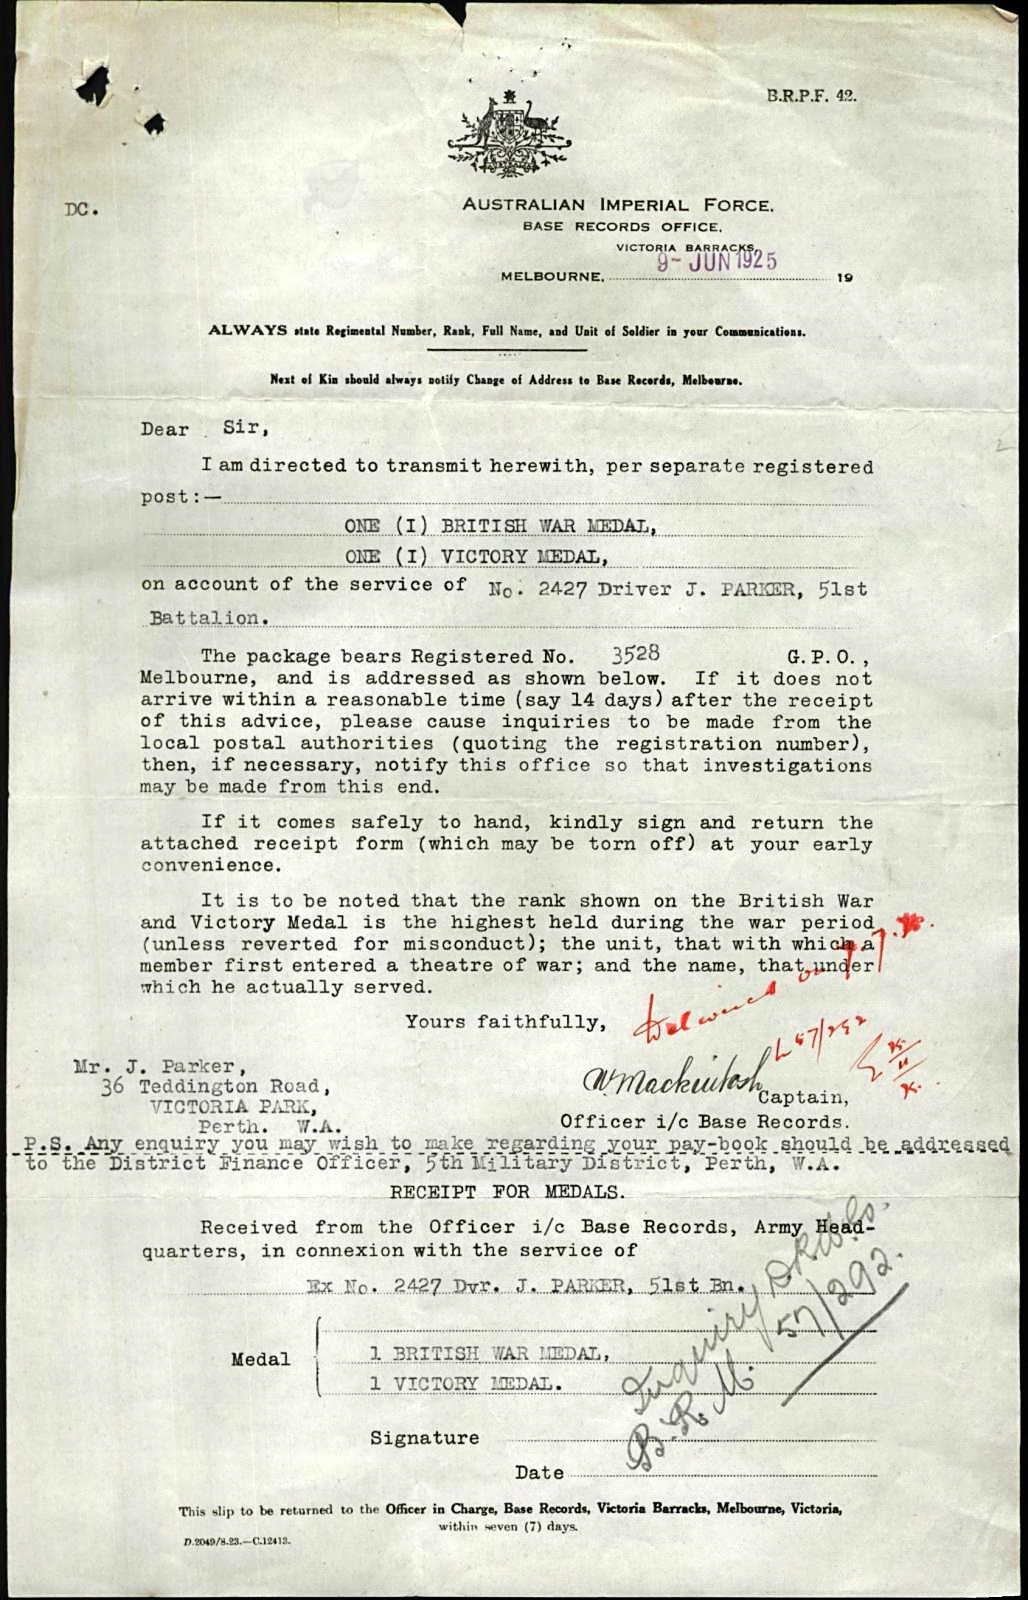 B.R.P.F. 42.
DC.
AUSTRALIAN IMPERIAL FORCE.
BASE RECORDS OFFICE,
VICTORIA BARRACKS,
9- JUN 1925
MELBOURNE, 19
ALWAYS state Regimental Number, Rank, Full Name, and Unit of Soldier in your Communications.
Next of Kin should always notify Change of Address to Base Records, Melbourne.
Dear Sir,
I am directed to transmit herewith, per separate registered
post:—
ONE (I) BRITISH WAR MEDAL,
ONE (I) VICTORY MEDAL,
on account of the service of No. 2427 Driver J. PARKER, 51st
Battalion.
The package bears Registered No. 3528 G.P.O.,
Melbourne, and is addressed as shown below. If it does not
arrive within a reasonable time (say 14 days) after the receipt
of this advice, please cause inquiries to be made from the
local postal authorities (quoting the registration number),
then, if necessary, notify this office so that investigations
may be made from this end.
If it comes safely to hand, kindly sign and return the
attached receipt form (which may be torn off) at your early
convenience.
It is to be noted that the rank shown on the British War
and Victory Medal is the highest held during the war period
(unless reverted for misconduct); the unit, that with which a
member first entered a theatre of war; and the name, that under
which he actually served.
Yours faithfully,
Delivered on
L 57/292
Mr. J. Parker,
36 Teddington Road,
VICTORIA PARK,
Perth. W.A.
W Mackintosh
Captain,
Officer i/c Base Records.
P.S. Any enquiry you may wish to make regarding your pay-book should be addressed
to the District Finance Officer, 5th Military District, Perth, W.A.
RECEIPT FOR MEDALS.
Received from the Officer i/c Base Records, Army Head-
quarters, in connexion with the service of
Ex No. 2427 Dvr. J. PARKER, 51st Bn.
Medal
1 BRITISH WAR MEDAL,
1 VICTORY MEDAL.
Inquiry
B.R.M. 57/292.
Signature
Date
This slip to be returned to the Officer in Charge, Base Records, Victoria Barracks, Melbourne, Victoria,
within seven (7) days.
D.2049/8.23.—C.12413.